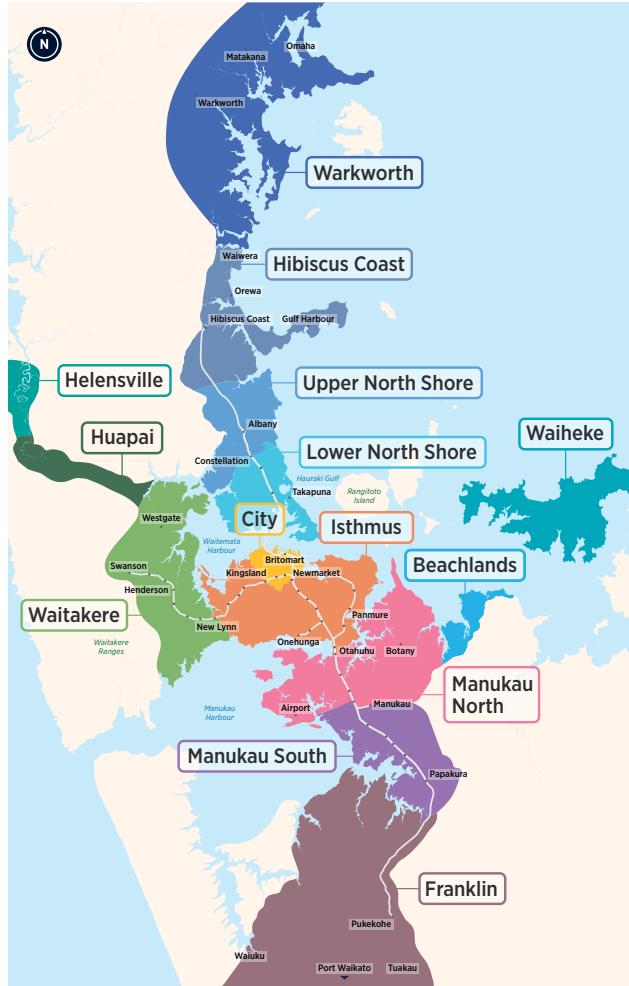 N
Omaha
Matakana
Warkworth
Warkworth
Waiwera
Hibiscus Coast
Orewa
Hibiscus Coast
Gulf Harbour
Helensville
Upper North Shore
Huapai
Albany
Waiheke
Lower North Shore
Constellation
Hauraki Gulf
Takapuna
Rangitoto
Island
Westgate
City
Isthmus
Waitemata
Harbour
Britomart
Beachlands
Swanson
Kingsland
Newmarket
Henderson
Waitakere
Panmure
New Lynn
Onehunga
Waitakere
Ranges
Otahuhu
Botany
Manukau
North
Manukau
Harbour
Airport
Manukau
Manukau South
Papakura
Franklin
Pukekohe
Waiuku
Port Waikato
Tuakau